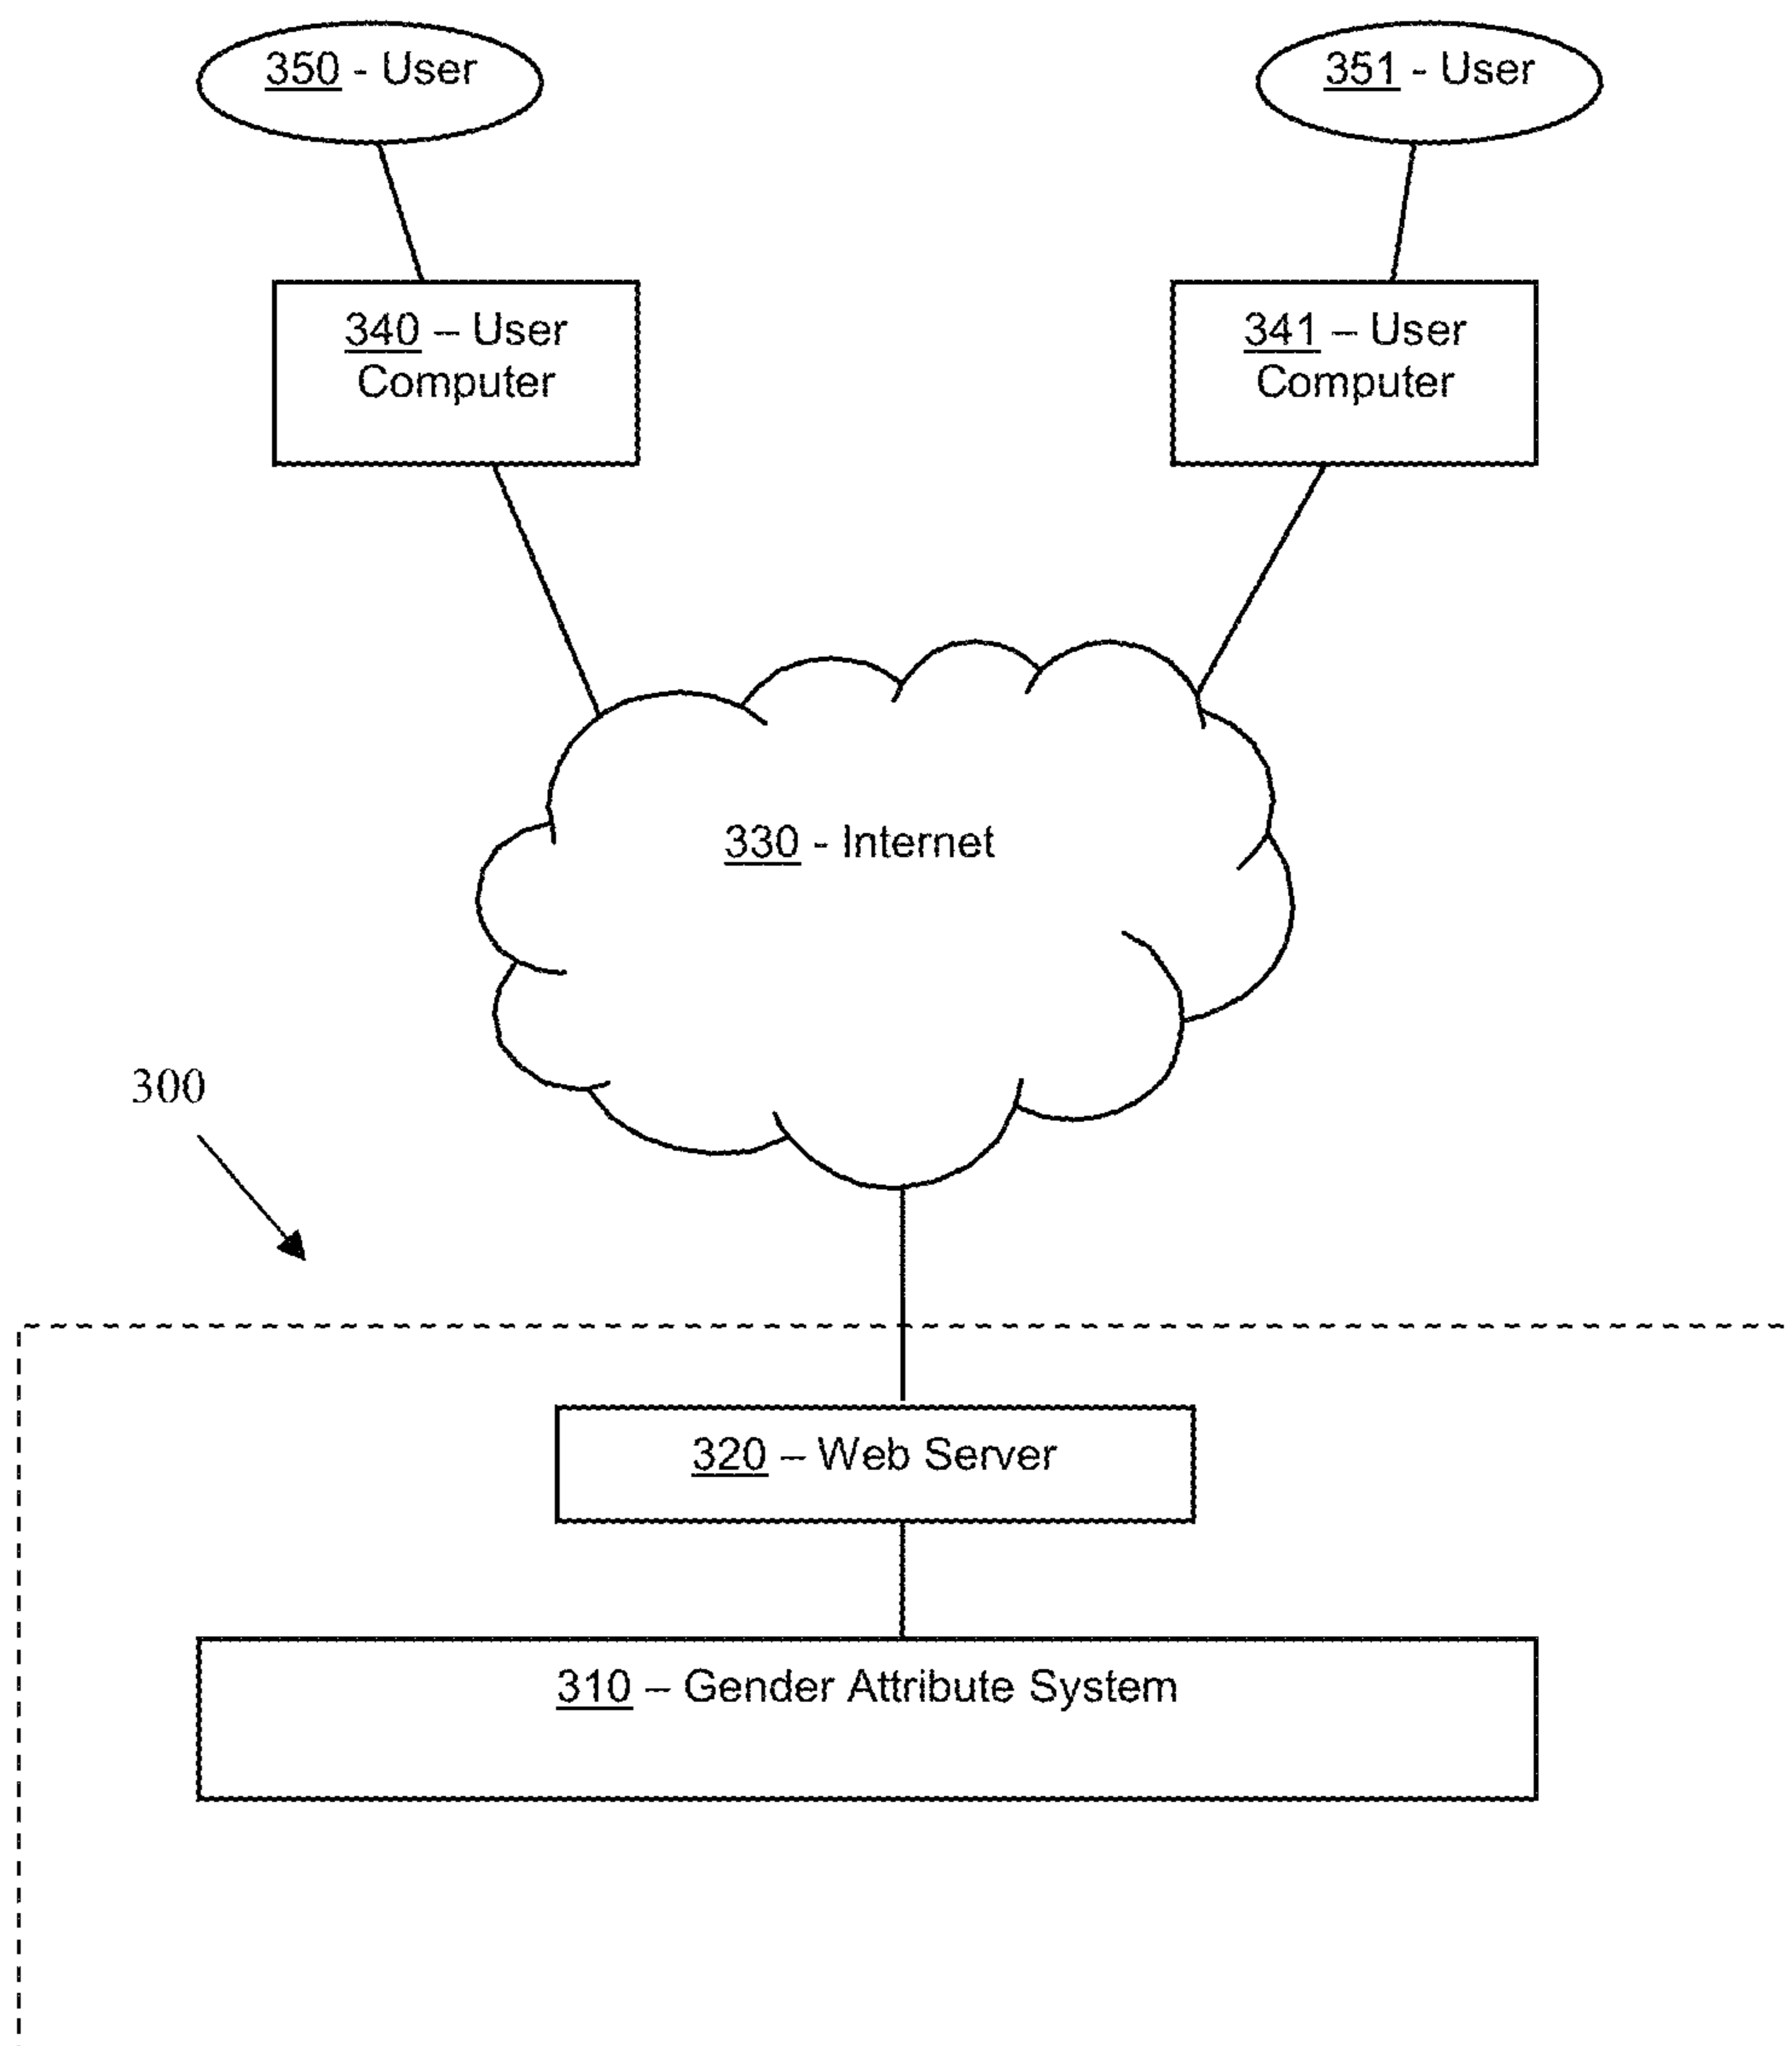 350 - User
351 - User
340 – User
Computer
341 – User
Computer
330 - Internet
300
320 – Web Server
310 – Gender Attribute System